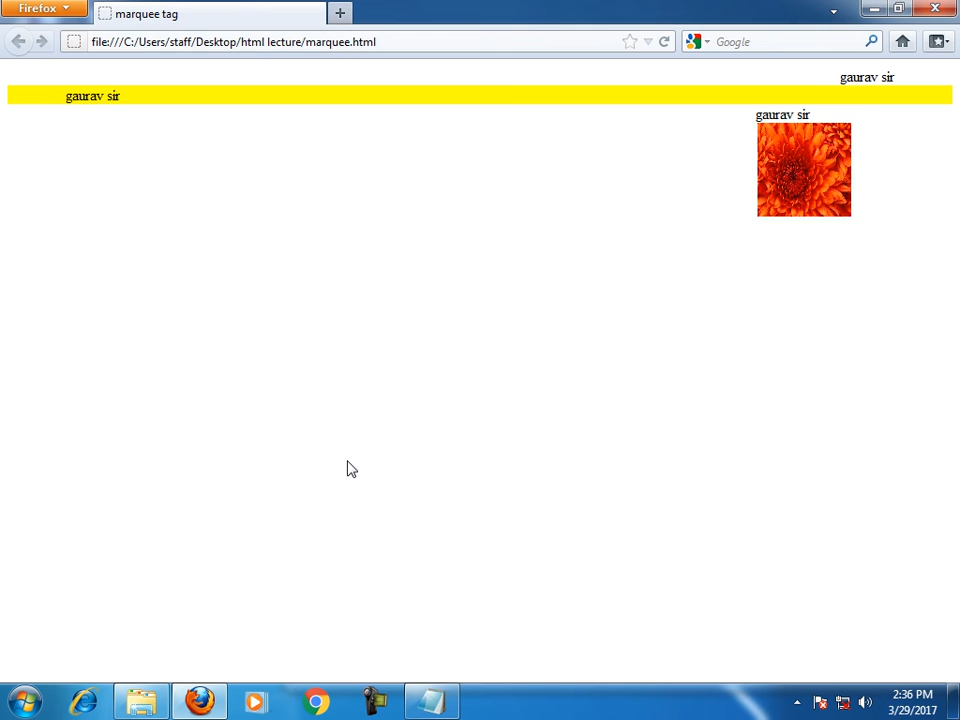 Firefox
marquee tag
file:///C:/Users/staff/Desktop/html lecture/marquee.html
Google
gaurav sir
gaurav sir
gaurav sir
2:36 PM
3/29/2017